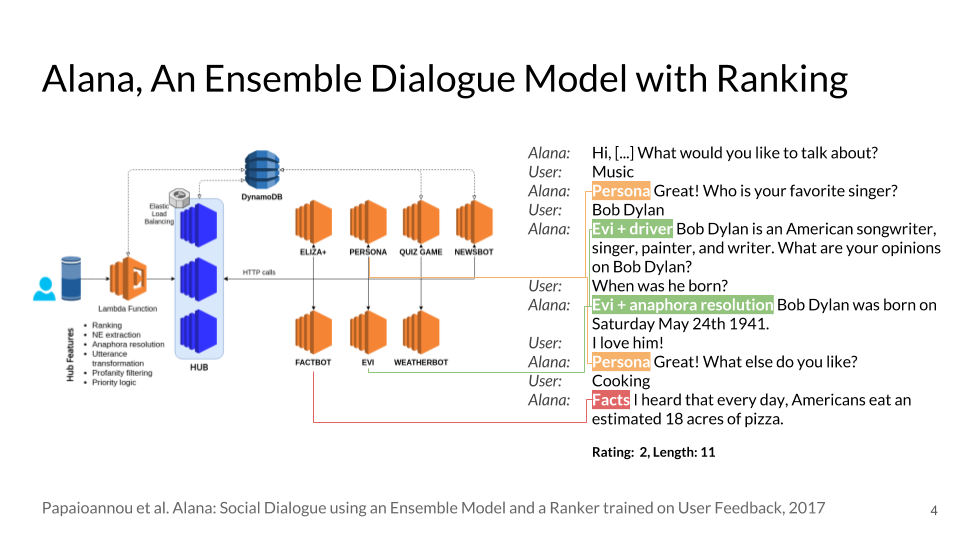 Alana, An Ensemble Dialogue Model with Ranking
DynamoDB
Elastic
Load
Balancing
ELIZA+
PERSONA
QUIZ GAME
NEWSBOT
HTTP calls
Lambda Function
Lambda Function
Hub Features
• Ranking
• NE extraction
• Anaphora resolution
• Utterance
transformation
• Profanity filtering
• Priority logic
HUB
FACTBOT
EVI
WEATHERBOT
Alana: Hi, [...] What would you like to talk about?
User: Music
Alana: Persona Great! Who is your favorite singer?
User: Bob Dylan
Alana: Evi + driver Bob Dylan is an American songwriter,
singer, painter, and writer. What are your opinions
on Bob Dylan?
User: When was he born?
Alana: Evi + anaphora resolution Bob Dylan was born on
Saturday May 24th 1941.
User: I love him!
Alana: Persona Great! What else do you like?
User: Cooking
Alana: Facts I heard that every day, Americans eat an
estimated 18 acres of pizza.
Rating: 2, Length: 11
Papaioannou et al. Alana: Social Dialogue using an Ensemble Model and a Ranker trained on User Feedback, 2017
4